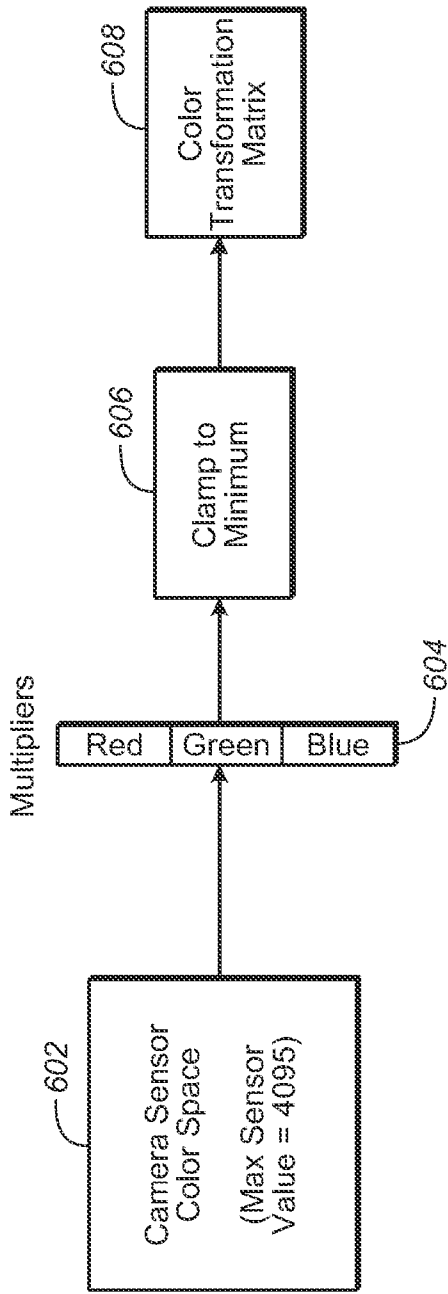 602
Camera Sensor
Color Space
(Max Sensor
Value = 4095)
Multipliers
Red
Green
Blue
604
606
Clamp to
Minimum
608
Color
Transformation
Matrix